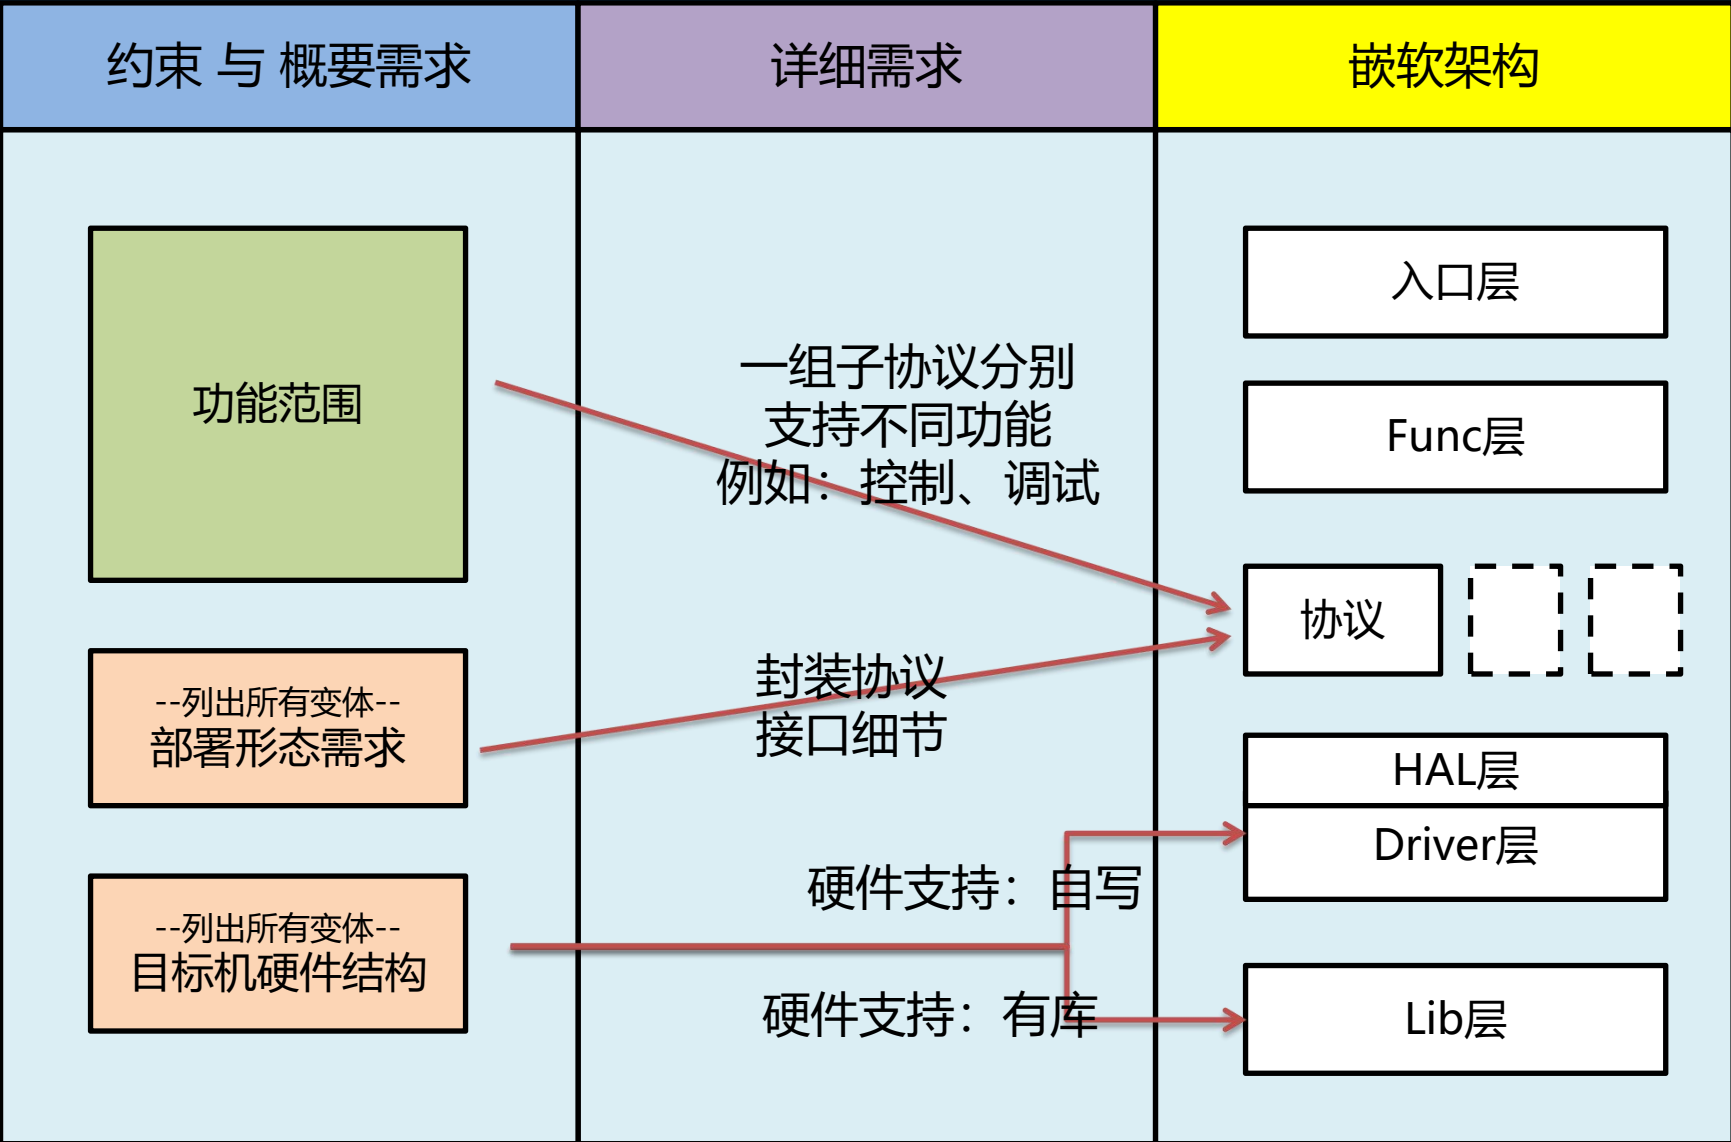 约束 与 概要需求
详细需求
嵌软架构
功能范围
--列出所有变体--
部署形态需求
--列出所有变体--
目标机硬件结构
一组子协议分别
支持不同功能
例如：控制、调试
封装协议
接口细节
硬件支持：自写
硬件支持：有库
入口层
Func层
协议
HAL层
Driver层
Lib层